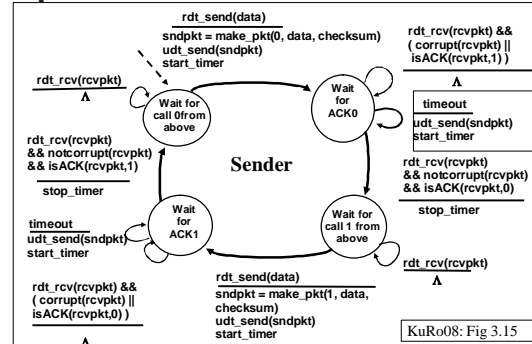 rdt_send(data)
sndpkt = make_pkt(0, data, checksum)
udt_send(sndpkt)
start_timer
rdt_rcv(rcvpkt)
Λ
Wait for
call 0from
above
Wait
for
ACK0
rdt_rcv(rcvpkt) &&
( corrupt(rcvpkt) ||
isACK(rcvpkt,1) )
Λ
timeout
udt_send(sndpkt)
start_timer
rdt_rcv(rcvpkt)
&& notcorrupt(rcvpkt)
&& isACK(rcvpkt,1)
stop_timer
Sender
rdt_rcv(rcvpkt)
&& notcorrupt(rcvpkt)
&& isACK(rcvpkt,0)
stop_timer
timeout
udt_send(sndpkt)
start_timer
Wait
for
ACK1
Wait for
call 1 from
above
rdt_rcv(rcvpkt)
Λ
rdt_rcv(rcvpkt) &&
( corrupt(rcvpkt) ||
isACK(rcvpkt,0) )
Λ
rdt_send(data)
sndpkt = make_pkt(1, data,
checksum)
udt_send(sndpkt)
start_timer
KuRo08: Fig 3.15